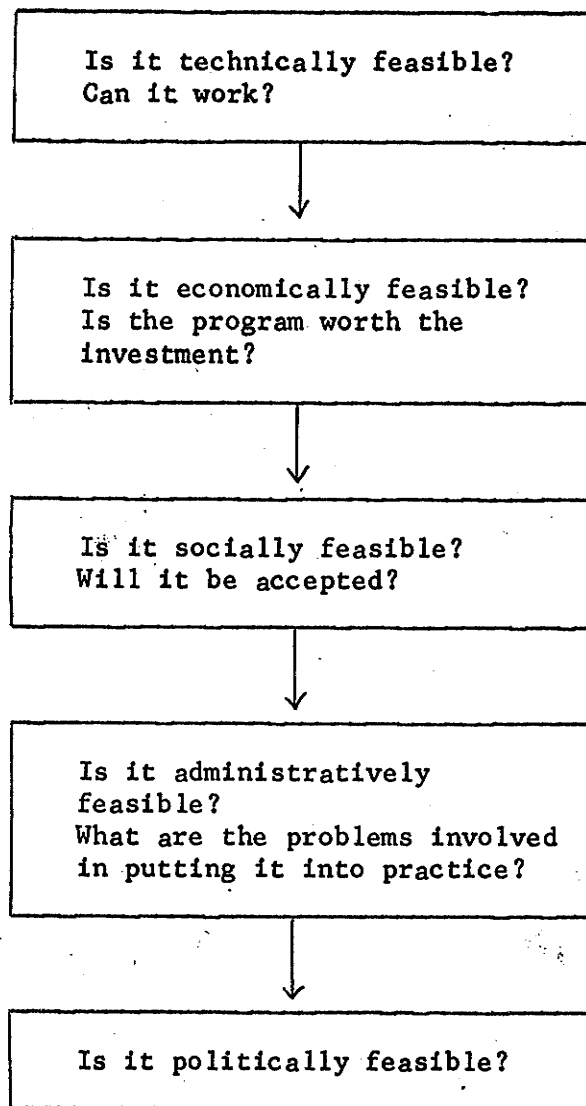 Is it technically feasible?
Can it work?
Is it economically feasible?
Is the program worth the
investment?
Is it socially feasible?
Will it be accepted?
Is it administratively
feasible?
What are the problems involved
in putting it into practice?
Is it politically feasible?